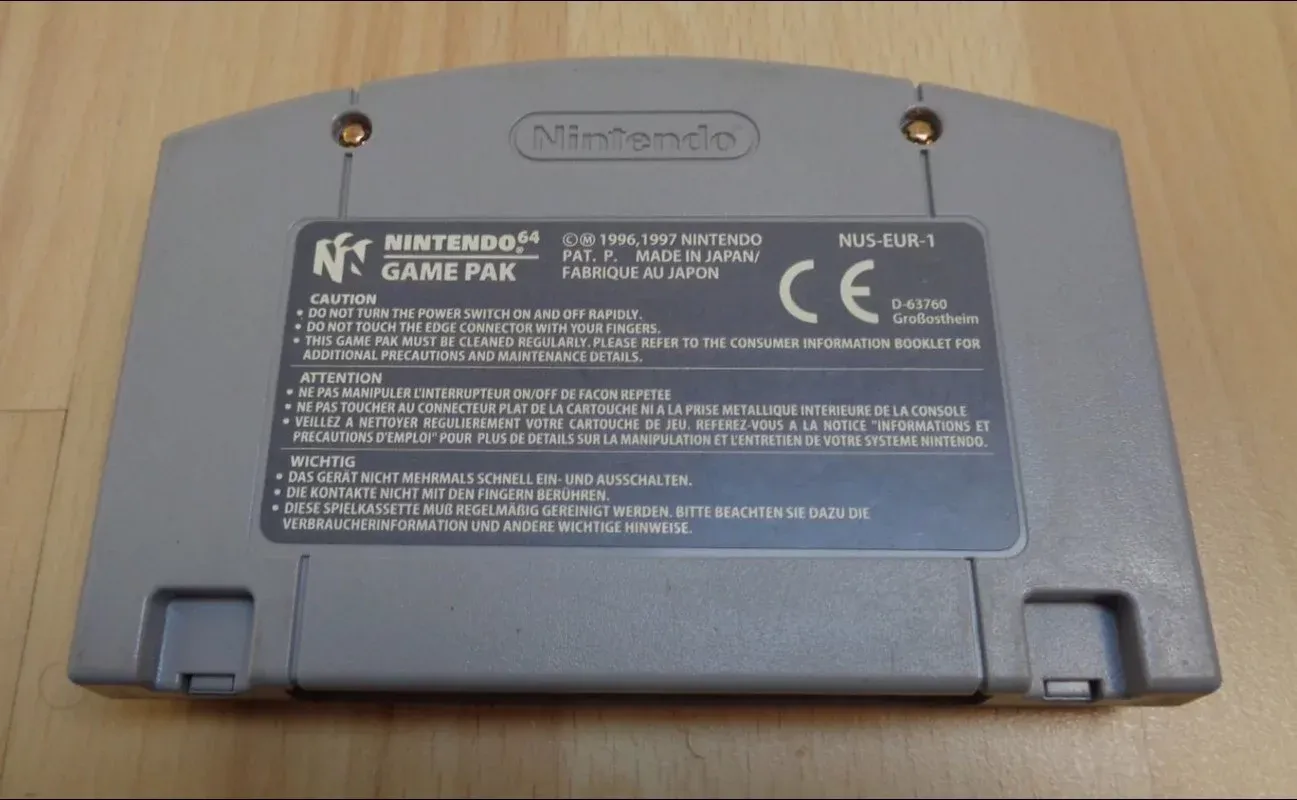 Nintendo
NINTENDO 64
GAME PAK
©Ⓜ 1996,1997 NINTENDO
PAT. P. MADE IN JAPAN/
FABRIQUE AU JAPON
NUS-EUR-1
CE
D-63760
Großostheim
CAUTION
• DO NOT TURN THE POWER SWITCH ON AND OFF RAPIDLY.
• DO NOT TOUCH THE EDGE CONNECTOR WITH YOUR FINGERS.
• THIS GAME PAK MUST BE CLEANED REGULARLY. PLEASE REFER TO THE CONSUMER INFORMATION BOOKLET FOR
ADDITIONAL PRECAUTIONS AND MAINTENANCE DETAILS.
ATTENTION
• NE PAS MANIPULER L'INTERRUPTEUR ON/OFF DE FACON REPETEE
• NE PAS TOUCHER AU CONNECTEUR PLAT DE LA CARTOUCHE NI A LA PRISE METALLIQUE INTERIEURE DE LA CONSOLE
• VEILLEZ A NETTOYER REGULIEREMENT VOTRE CARTOUCHE DE JEU. REFEREZ-VOUS A LA NOTICE "INFORMATIONS ET
PRECAUTIONS D'EMPLOI" POUR PLUS DE DETAILS SUR LA MANIPULATION ET L'ENTRETIEN DE VOTRE SYSTEME NINTENDO.
WICHTIG
• DAS GERÄT NICHT MEHRMALS SCHNELL EIN- UND AUSSCHALTEN.
• DIE KONTAKTE NICHT MIT DEN FINGERN BERÜHREN.
• DIESE SPIELKASSETTE MUß REGELMÄßIG GEREINIGT WERDEN. BITTE BEACHTEN SIE DAZU DIE
VERBRAUCHERINFORMATION UND ANDERE WICHTIGE HINWEISE.